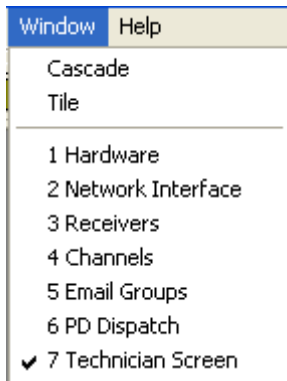 Window Help
Cascade
Tile
1 Hardware
2 Network Interface
3 Receivers
4 Channels
5 Email Groups
6 PD Dispatch
7 Technician Screen